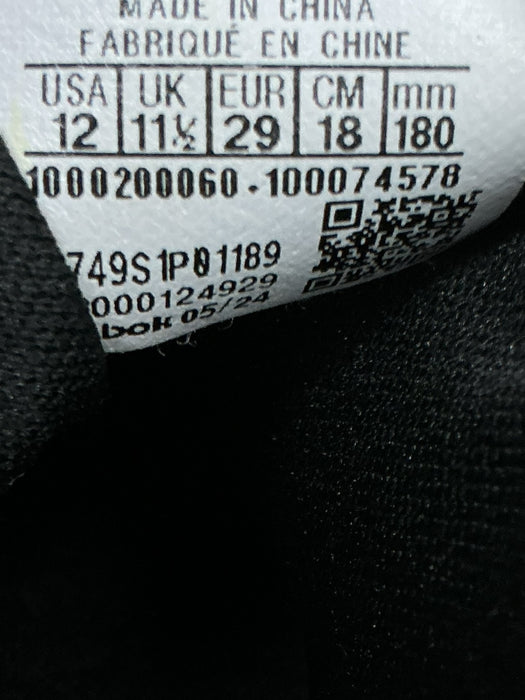 MADE IN CHINA
FABRIQUÉ EN CHINE
USA UK EUR CM mm
12 11½ 29 18 180
1000200060-100074578
749S1P01189
000124929
bok 05/24